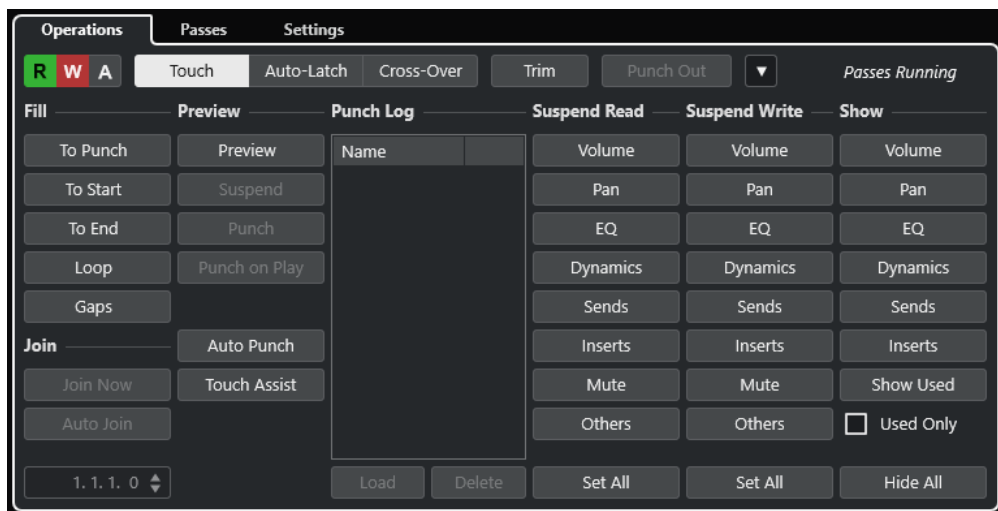 Operations Passes Settings
R W A Touch Auto-Latch Cross-Over Trim Punch Out Passes Running
Fill Preview Punch Log Suspend Read Suspend Write Show
To Punch Preview Name Volume Volume Volume
To Start Suspend Pan Pan Pan
To End Punch EQ EQ EQ
Loop Punch on Play Dynamics Dynamics Dynamics
Gaps Sends Sends Sends
Join Auto Punch Inserts Inserts Inserts
Join Now Touch Assist Mute Mute Show Used
Auto Join Others Others Used Only
1. 1. 1. 0 Load Delete Set All Set All Hide All